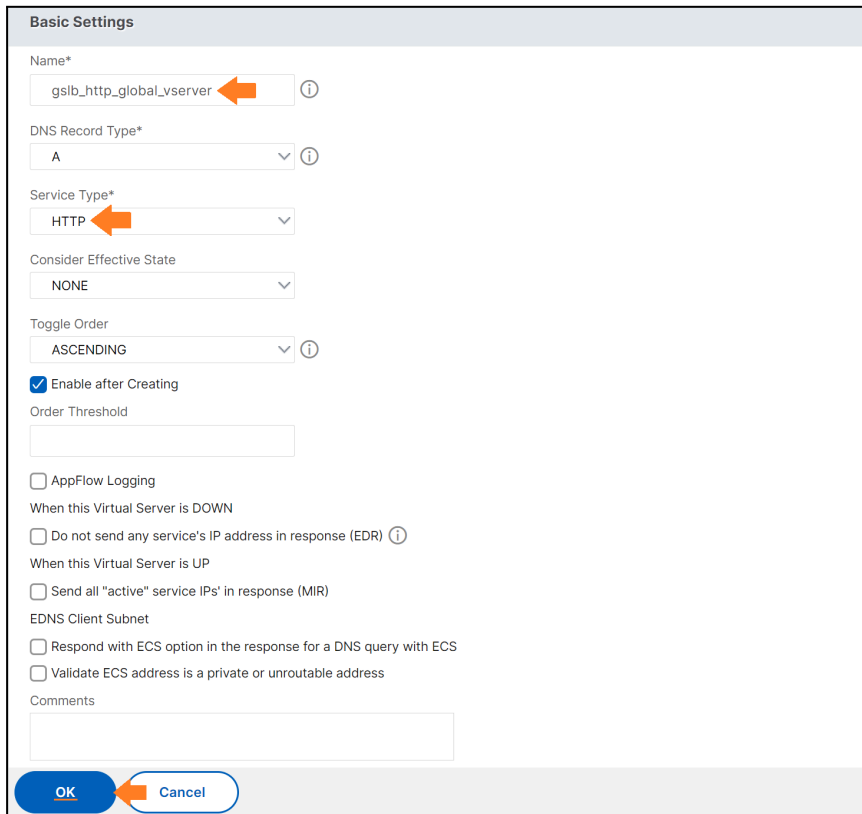 Basic Settings
Name*
gslb_http_global_vserver
DNS Record Type*
A
Service Type*
HTTP
Consider Effective State
NONE
Toggle Order
ASCENDING
Enable after Creating
Order Threshold
AppFlow Logging
When this Virtual Server is DOWN
Do not send any service's IP address in response (EDR)
When this Virtual Server is UP
Send all "active" service IPs' in response (MIR)
EDNS Client Subnet
Respond with ECS option in the response for a DNS query with ECS
Validate ECS address is a private or unroutable address
Comments
OK Cancel